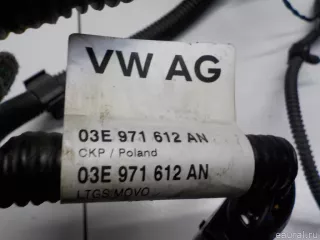 VW AG
03E 971 612 AN
CKP / Poland
03E 971 612 AN
LTGS MOVO